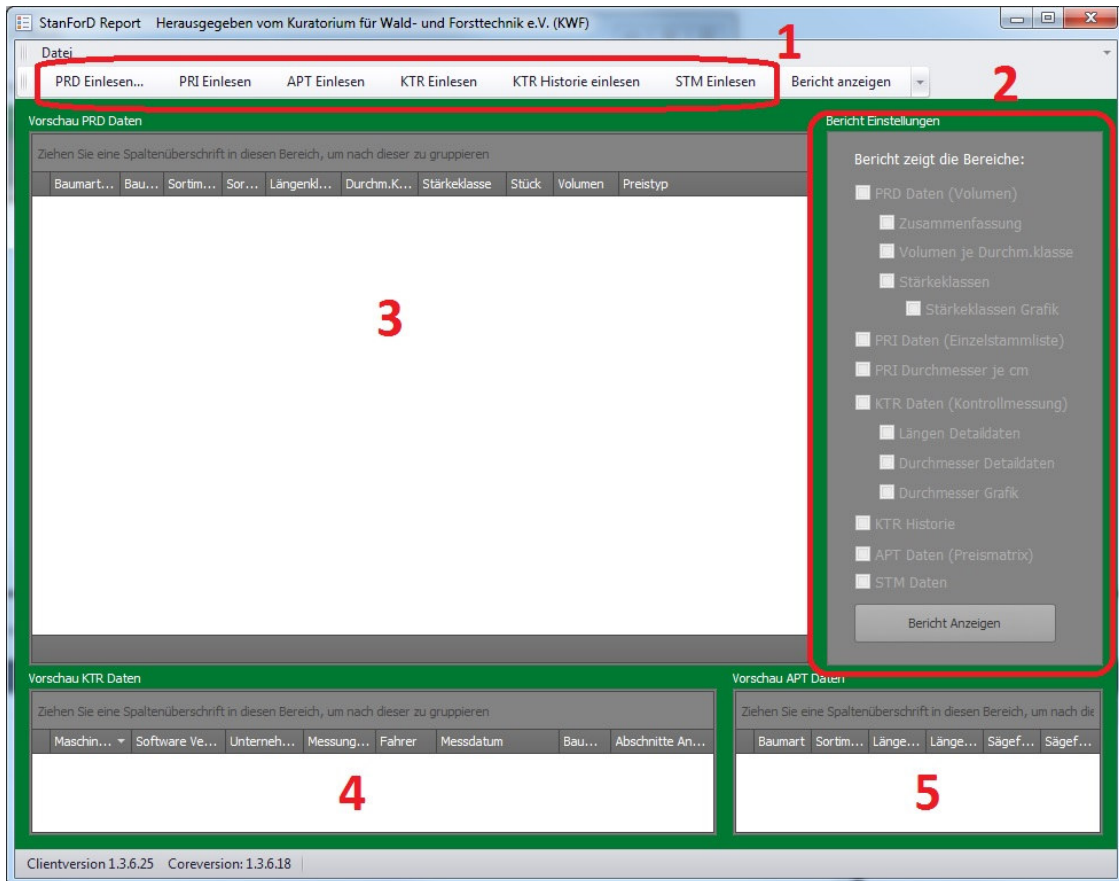 StanForD Report Herausgegeben vom Kuratorium für Wald- und Forsttechnik e.V. (KWF)
1
Datei
PRD Einlesen... PRI Einlesen APT Einlesen KTR Einlesen KTR Historie einlesen STM Einlesen Bericht anzeigen
2
Vorschau PRD Daten
Ziehen Sie eine Spaltenüberschrift in diesen Bereich, um nach dieser zu gruppieren
Baumart... Bau... Sortim... Sor... Längenkl... Durchm.K... Stärkeklasse Stück Volumen Preistyp
3
Bericht Einstellungen
Bericht zeigt die Bereiche:
PRD Daten (Volumen)
Zusammenfassung
Volumen je Durchm.klasse
Stärkeklassen
Stärkeklassen Grafik
PRI Daten (Einzelstammliste)
PRI Durchmesser je cm
KTR Daten (Kontrollmessung)
Längen Detaildaten
Durchmesser Detaildaten
Durchmesser Grafik
KTR Historie
APT Daten (Preismatrix)
STM Daten
Bericht Anzeigen
Vorschau KTR Daten
Ziehen Sie eine Spaltenüberschrift in diesen Bereich, um nach dieser zu gruppieren
Maschin... Software Ve... Unterneh... Messung... Fahrer Messdatum Bau... Abschnitte An...
4
Vorschau APT Daten
Ziehen Sie eine Spaltenüberschrift in diesen Bereich, um nach die
Baumart Sortim... Länge... Länge... Sägef... Sägef...
5
Clientversion 1.3.6.25 Coreversion: 1.3.6.18